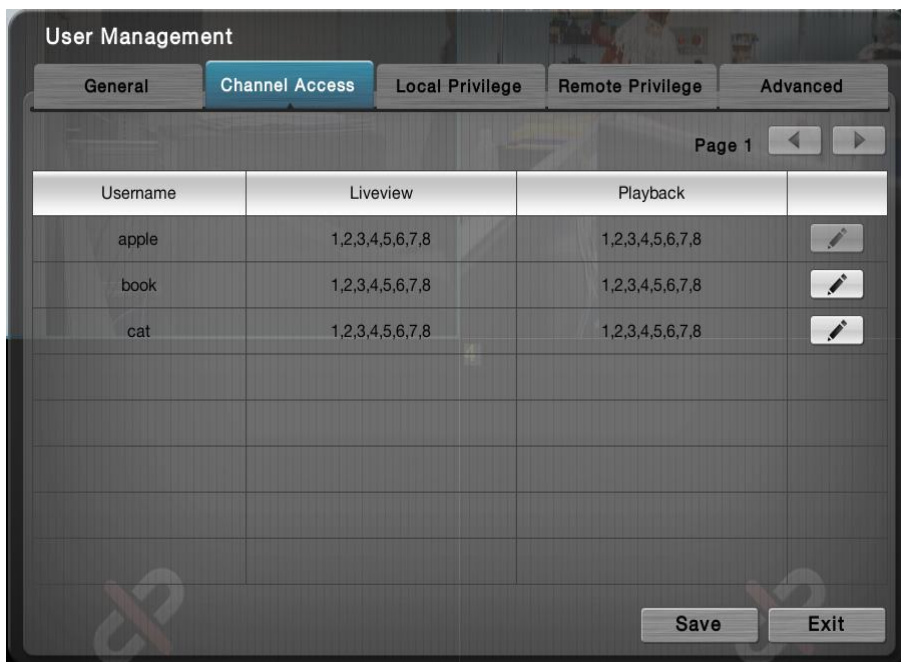 User Management
General Channel Access Local Privilege Remote Privilege Advanced
Page 1
Username Liveview Playback
apple 1,2,3,4,5,6,7,8 1,2,3,4,5,6,7,8
book 1,2,3,4,5,6,7,8 1,2,3,4,5,6,7,8
cat 1,2,3,4,5,6,7,8 1,2,3,4,5,6,7,8
4
Save Exit